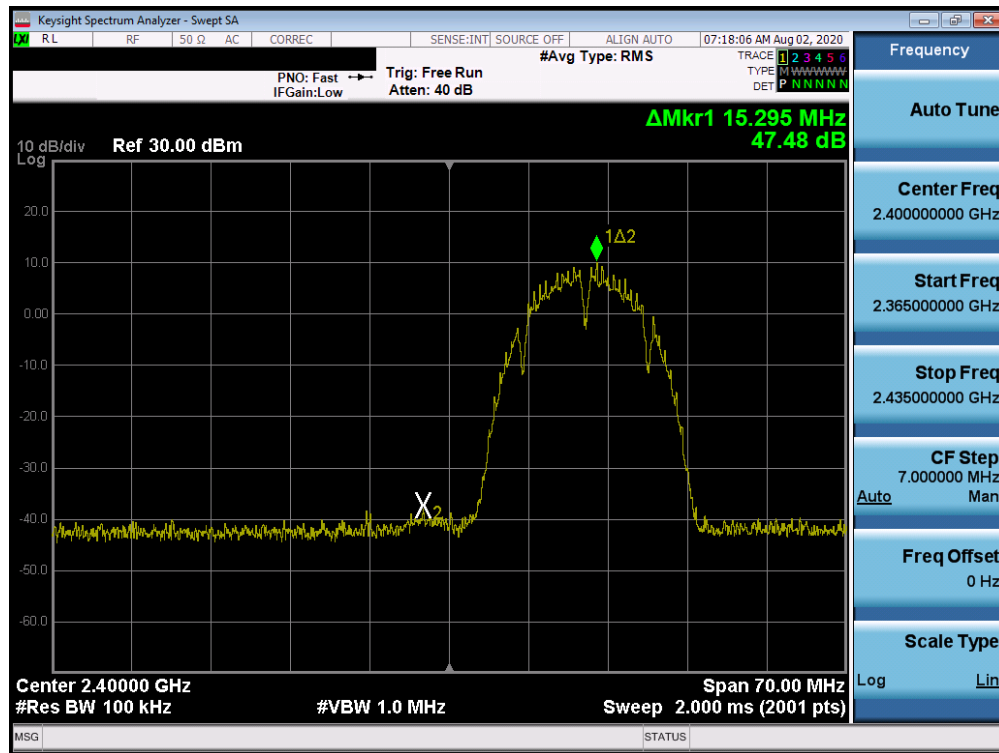 Keysight Spectrum Analyzer - Swept SA
LXI RL RF 50 Ω AC CORREC SENSE:INT SOURCE OFF ALIGN AUTO 07:18:06 AM Aug 02, 2020
#Avg Type: RMS
TRACE 1 2 3 4 5 6
TYPE M WWWWW
DET P N N N N N
PNO: Fast
IFGain:Low
Trig: Free Run
Atten: 40 dB
ΔMkr1 15.295 MHz
47.48 dB
10 dB/div
Log
Ref 30.00 dBm
20.0
10.0
0.00
-10.0
-20.0
-30.0
-40.0
-50.0
-60.0
1Δ2
X2
Center 2.40000 GHz
Span 70.00 MHz
#Res BW 100 kHz
#VBW 1.0 MHz
Sweep 2.000 ms (2001 pts)
MSG
STATUS
Frequency
Auto Tune
Center Freq
2.400000000 GHz
Start Freq
2.365000000 GHz
Stop Freq
2.435000000 GHz
CF Step
7.000000 MHz
Auto Man
Freq Offset
0 Hz
Scale Type
Log Lin